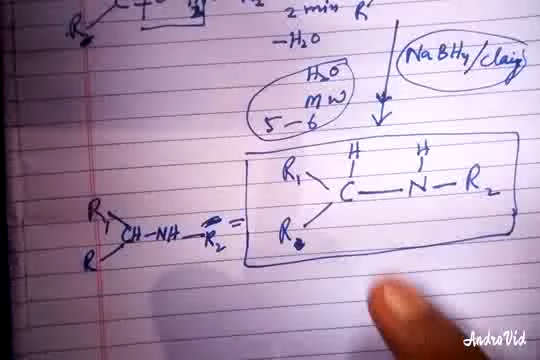 2 min
-H₂O
NaBH₄/clay
H₂O
MW
5-6
H H
R₁
C — N — R₂
R
R₁
CH-NH-R₂ =
R
AndroVid